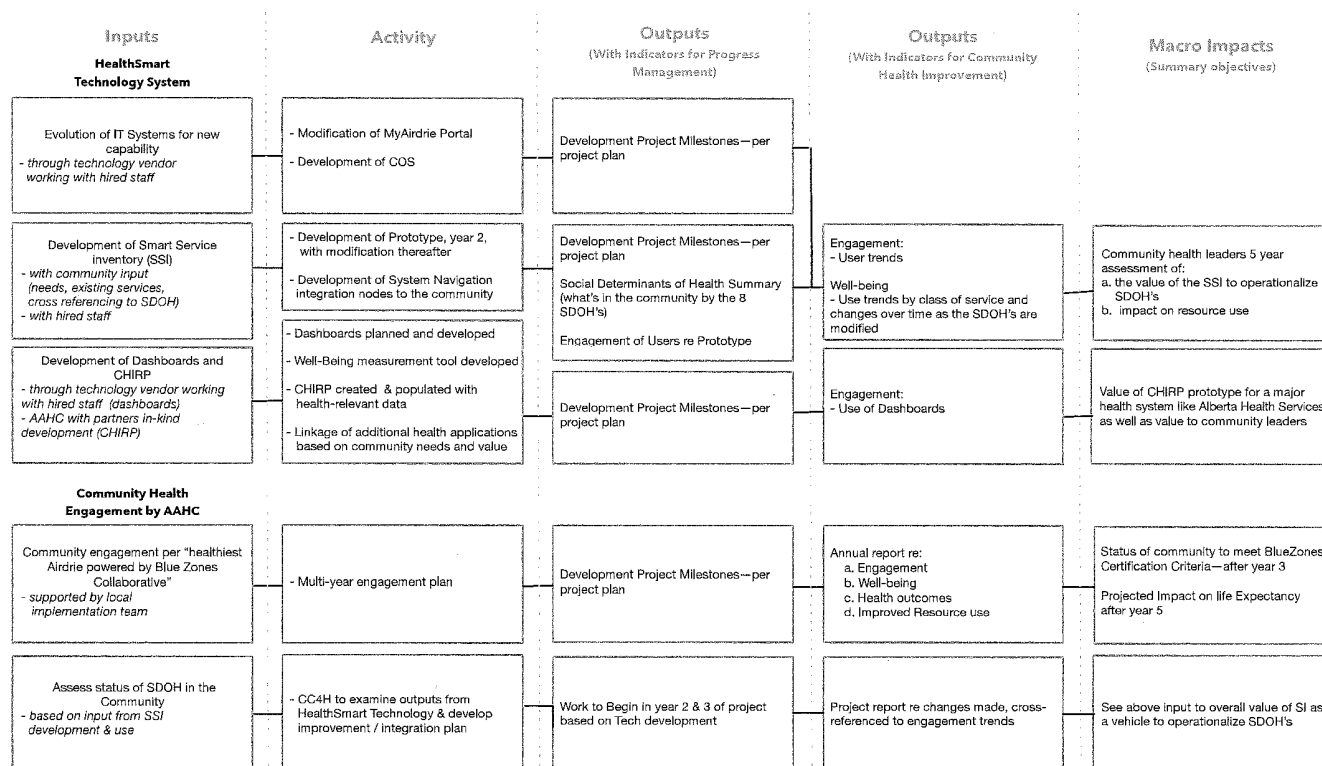 Inputs
Activity
Outputs
(With Indicators for Progress
Management)
Outputs
(With Indicators for Community
Health Improvement)
Macro Impacts
(Summary objectives)
HealthSmart
Technology System
Evolution of IT Systems for new
capability
- through technology vendor
working with hired staff
- Modification of MyAirdrie Portal
- Development of COS
Development Project Milestones—per
project plan
Development of Smart Service
inventory (SSI)
- with community input
(needs, existing services,
cross referencing to SDOH)
- with hired staff
- Development of Prototype, year 2,
with modification thereafter
- Development of System Navigation
integration nodes to the community
Development Project Milestones—per
project plan
Social Determinants of Health Summary
(what's in the community by the 8
SDOH's)
Engagement of Users re Prototype
Engagement:
- User trends
Well-being
- Use trends by class of service and
changes over time as the SDOH's are
modified
Community health leaders 5 year
assessment of:
a. the value of the SSI to operationalize
SDOH's
b. impact on resource use
Development of Dashboards and
CHIRP
- through technology vendor working
with hired staff (dashboards)
- AAHC with partners in-kind
development (CHIRP)
- Dashboards planned and developed
- Well-Being measurement tool developed
- CHIRP created & populated with
health-relevant data
- Linkage of additional health applications
based on community needs and value
Development Project Milestones—per
project plan
Engagement:
- Use of Dashboards
Value of CHIRP prototype for a major
health system like Alberta Health Services
as well as value to community leaders
Community Health
Engagement by AAHC
Community engagement per "healthiest
Airdrie powered by Blue Zones
Collaborative"
- supported by local
implementation team
- Multi-year engagement plan
Development Project Milestones—per
project plan
Annual report re:
a. Engagement
b. Well-being
c. Health outcomes
d. Improved Resource use
Status of community to meet BlueZones
Certification Criteria—after year 3
Projected Impact on life Expectancy
after year 5
Assess status of SDOH in the
Community
- based on input from SSI
development & use
- CC4H to examine outputs from
HealthSmart Technology & develop
improvement / integration plan
Work to Begin in year 2 & 3 of project
based on Tech development
Project report re changes made, cross-
referenced to engagement trends
See above input to overall value of SI as
a vehicle to operationalize SDOH's